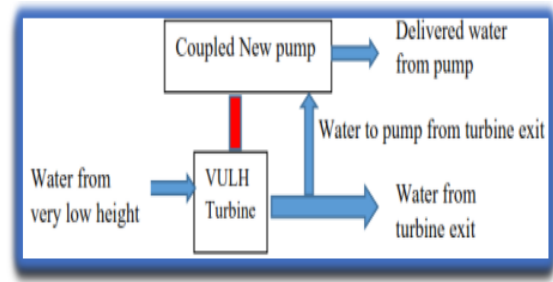 Coupled New pump
Delivered water
from pump
Water to pump from turbine exit
Water from
very low height
VULH
Turbine
Water from
turbine exit